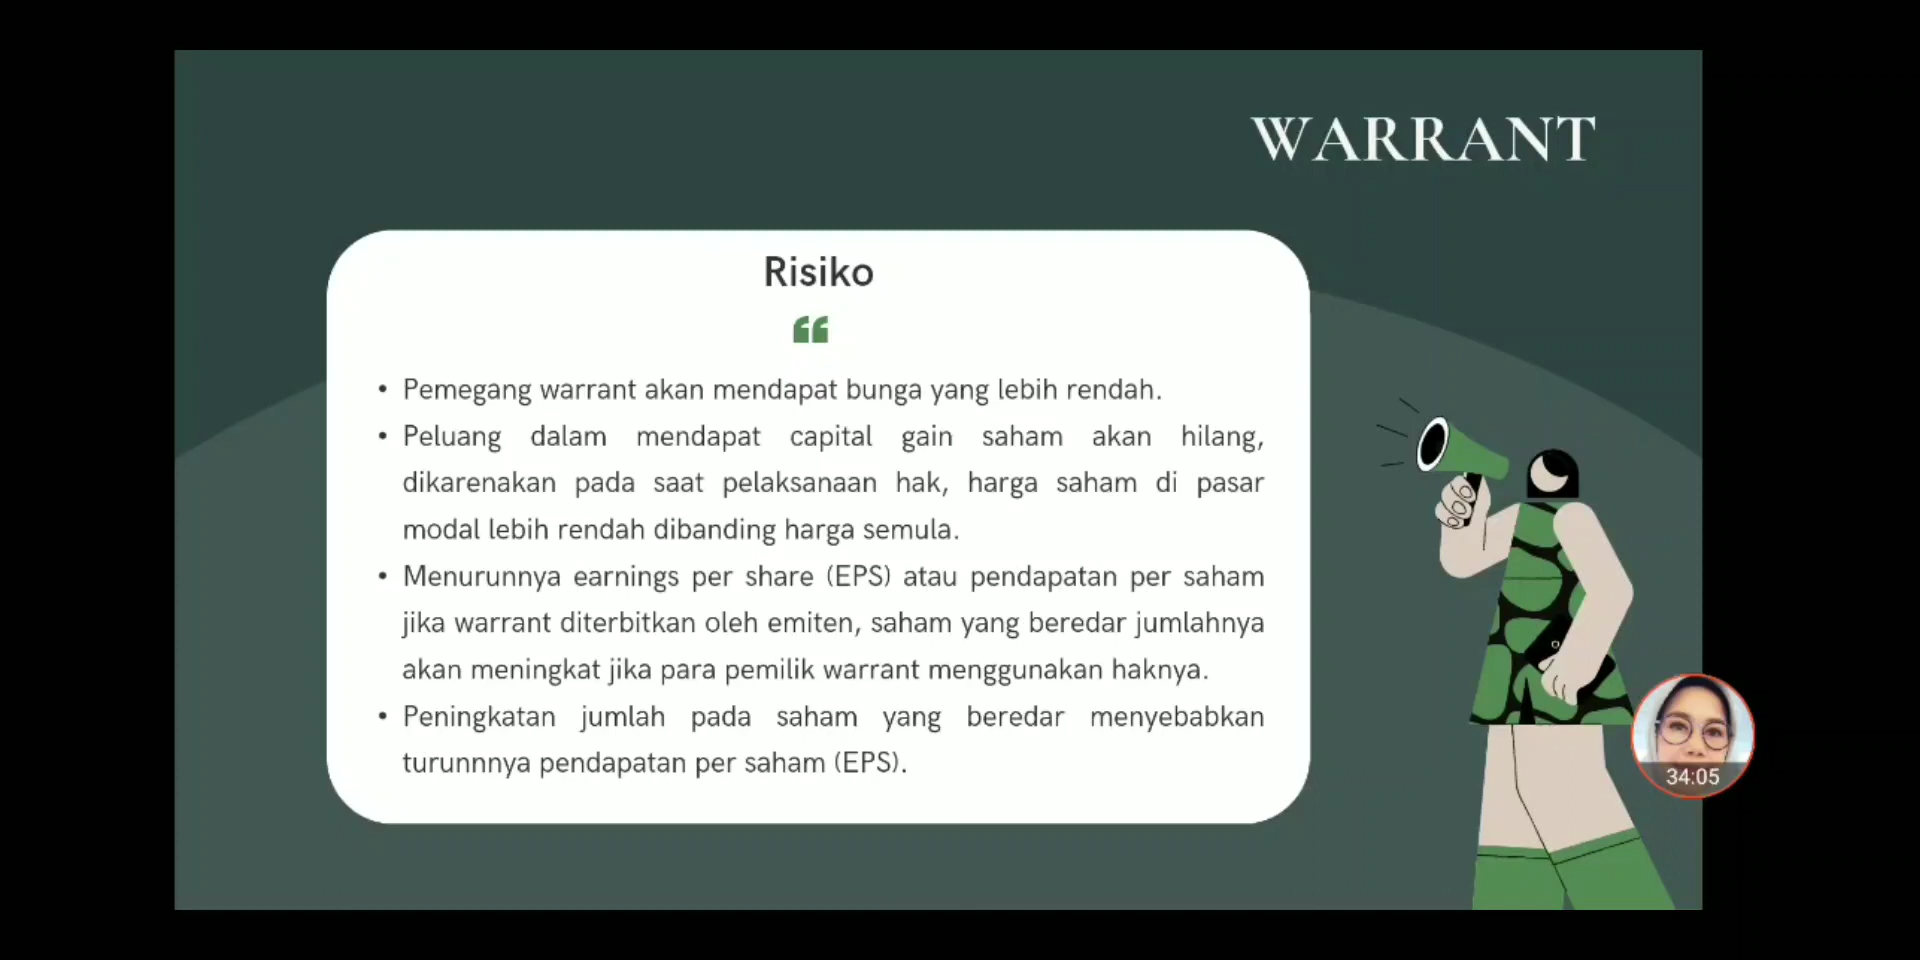 WARRANT
Risiko
• Pemegang warrant akan mendapat bunga yang lebih rendah.
• Peluang dalam mendapat capital gain saham akan hilang,
dikarenakan pada saat pelaksanaan hak, harga saham di pasar
modal lebih rendah dibanding harga semula.
• Menurunnya earnings per share (EPS) atau pendapatan per saham
jika warrant diterbitkan oleh emiten, saham yang beredar jumlahnya
akan meningkat jika para pemilik warrant menggunakan haknya.
• Peningkatan jumlah pada saham yang beredar menyebabkan
turunnnya pendapatan per saham (EPS).
34:05